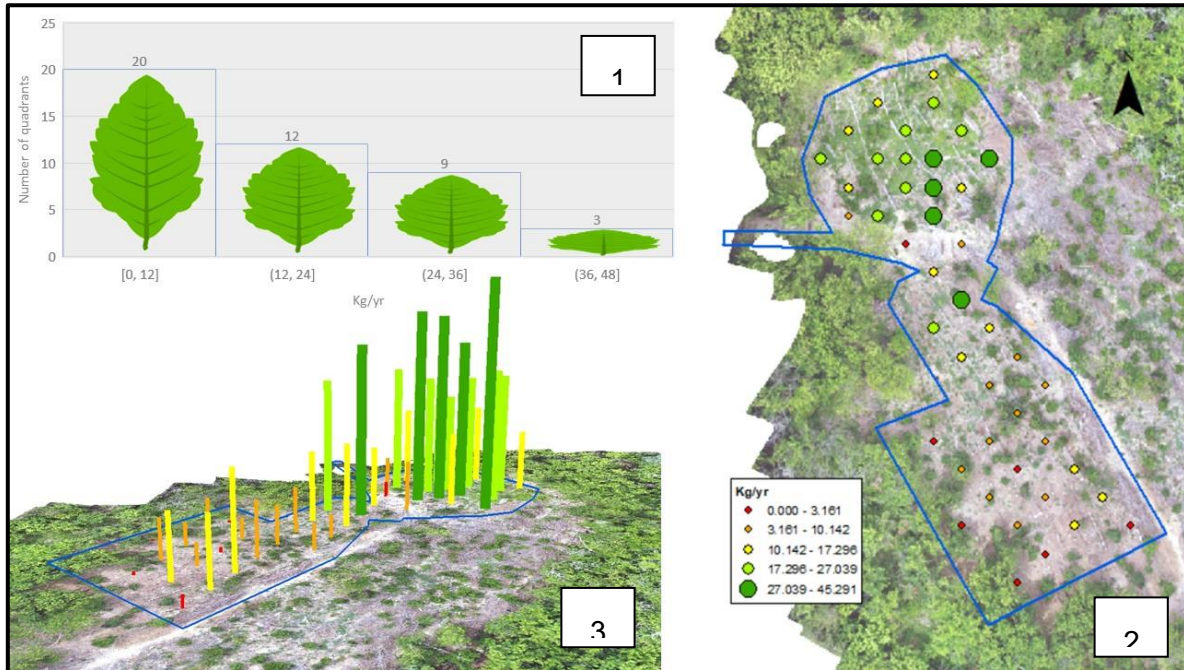 25
20
15
10
5
0
Number of quadrants
20
12
9
3
[0, 12]
(12, 24]
(24, 36]
(36, 48]
Kg/yr
1
N
Kg/yr
0.000 - 3.161
3.161 - 10.142
10.142 - 17.296
17.296 - 27.039
27.039 - 45.291
2
3